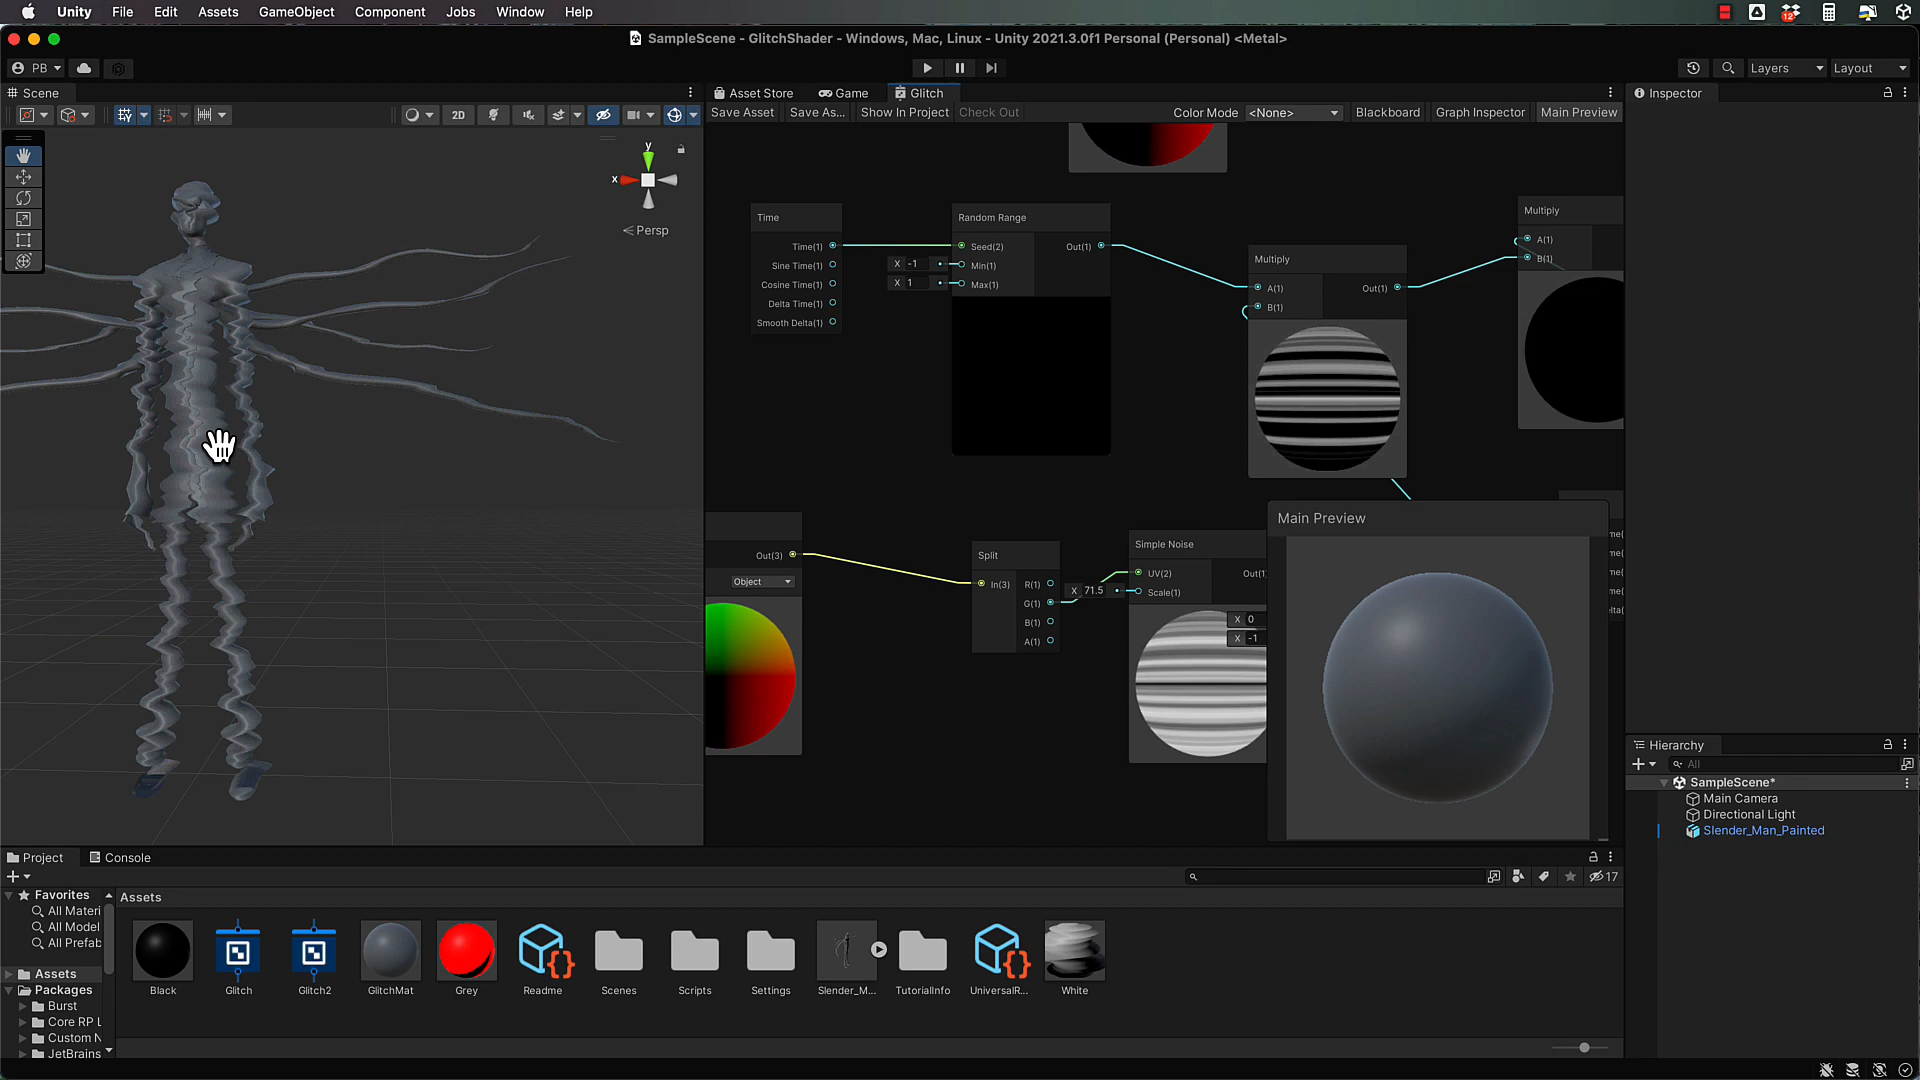 Unity File Edit Assets GameObject Component Jobs Window Help
12
SampleScene - GlitchShader - Windows, Mac, Linux - Unity 2021.3.0f1 Personal (Personal) <Metal>
PB
Layers Layout
Scene
2D
y
x
Persp
Asset Store Game Glitch
Save Asset Save As... Show In Project Check Out Color Mode <None> Blackboard Graph Inspector Main Preview
Time
Time(1)
Sine Time(1)
Cosine Time(1)
Delta Time(1)
Smooth Delta(1)
Random Range
X -1
X 1
Seed(2)
Min(1)
Max(1)
Out(1)
Multiply
A(1)
B(1)
Out(1)
Multiply
A(1)
B(1)
Out(3)
Object
Split
In(3)
R(1)
G(1)
B(1)
A(1)
X 71.5
Simple Noise
UV(2)
Scale(1)
Out(1)
X 0
X -1
Main Preview
Inspector
Hierarchy
All
SampleScene*
Main Camera
Directional Light
Slender_Man_Painted
Project Console
17
Favorites
All Materi
All Model
All Prefab
Assets
Packages
Burst
Core RP L
Custom N
JetBrains
Assets
Black Glitch Glitch2 GlitchMat Grey Readme Scenes Scripts Settings Slender_M... TutorialInfo UniversalR... White